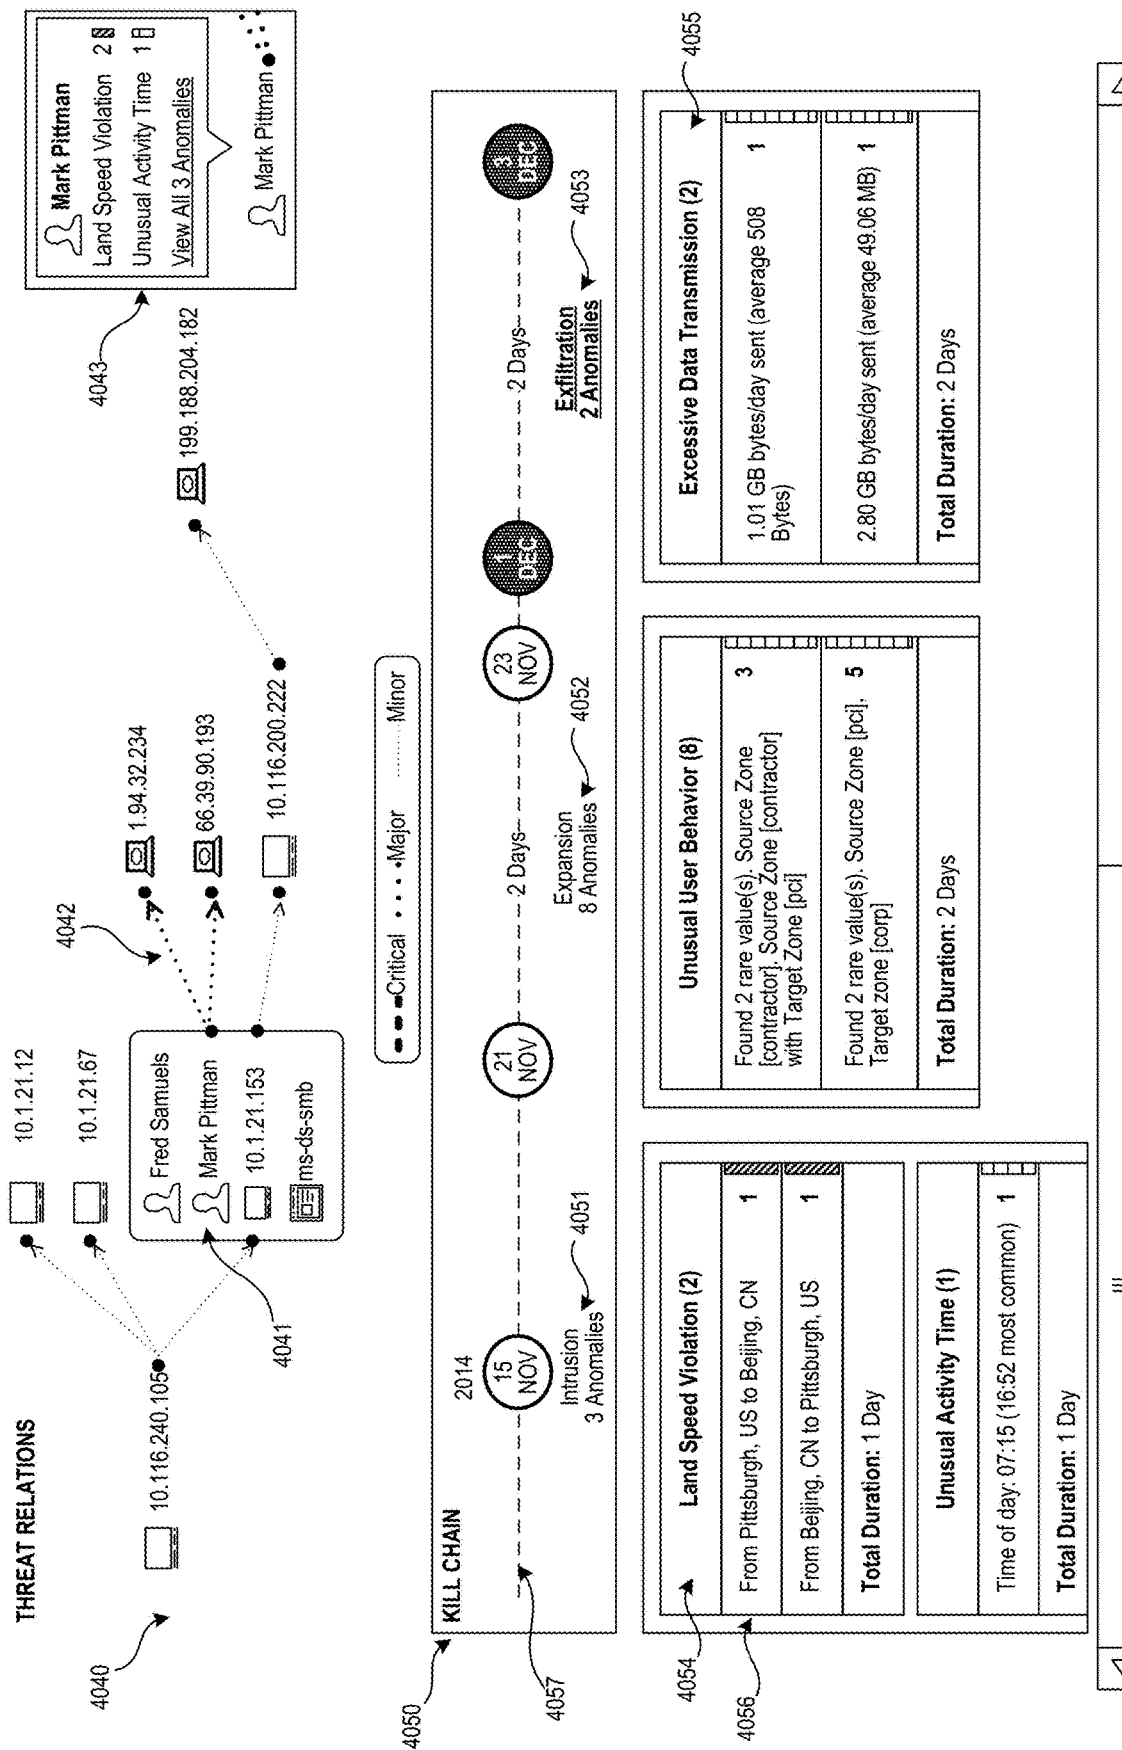 THREAT RELATIONS
4040
10.116.240.105
10.1.21.12
10.1.21.67
Fred Samuels
Mark Pittman
10.1.21.153
ms-ds-smb
4041
4042
1.94.32.234
66.39.90.193
10.116.200.222
199.188.204.182
4043
Mark Pittman
Land Speed Violation 2
Unusual Activity Time 1
View All 3 Anomalies
Mark Pittman
Critical Major Minor
4050
KILL CHAIN
2014
15
NOV
21
NOV
2 Days
23
NOV
1
DEC
2 Days
3
DEC
4057
Intrusion
3 Anomalies
4051
Expansion
8 Anomalies
4052
Exfiltration
2 Anomalies
4053
4054
4056
Land Speed Violation (2)
From Pittsburgh, US to Beijing, CN 1
From Beijing, CN to Pittsburgh, US 1
Total Duration: 1 Day
Unusual Activity Time (1)
Time of day: 07:15 (16:52 most common) 1
Total Duration: 1 Day
Unusual User Behavior (8)
Found 2 rare value(s). Source Zone
[contractor]. Source Zone [contractor]
with Target Zone [pci]
3
Found 2 rare value(s). Source Zone [pci],
Target zone [corp]
5
Total Duration: 2 Days
4055
Excessive Data Transmission (2)
1.01 GB bytes/day sent (average 508
Bytes)
1
2.80 GB bytes/day sent (average 49.06 MB) 1
Total Duration: 2 Days